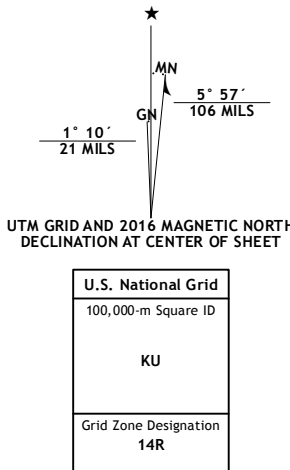 MN
GN
5° 57´
106 MILS
1° 10´
21 MILS
UTM GRID AND 2016 MAGNETIC NORTH
DECLINATION AT CENTER OF SHEET
U.S. National Grid
100,000-m Square ID
KU
Grid Zone Designation
14R